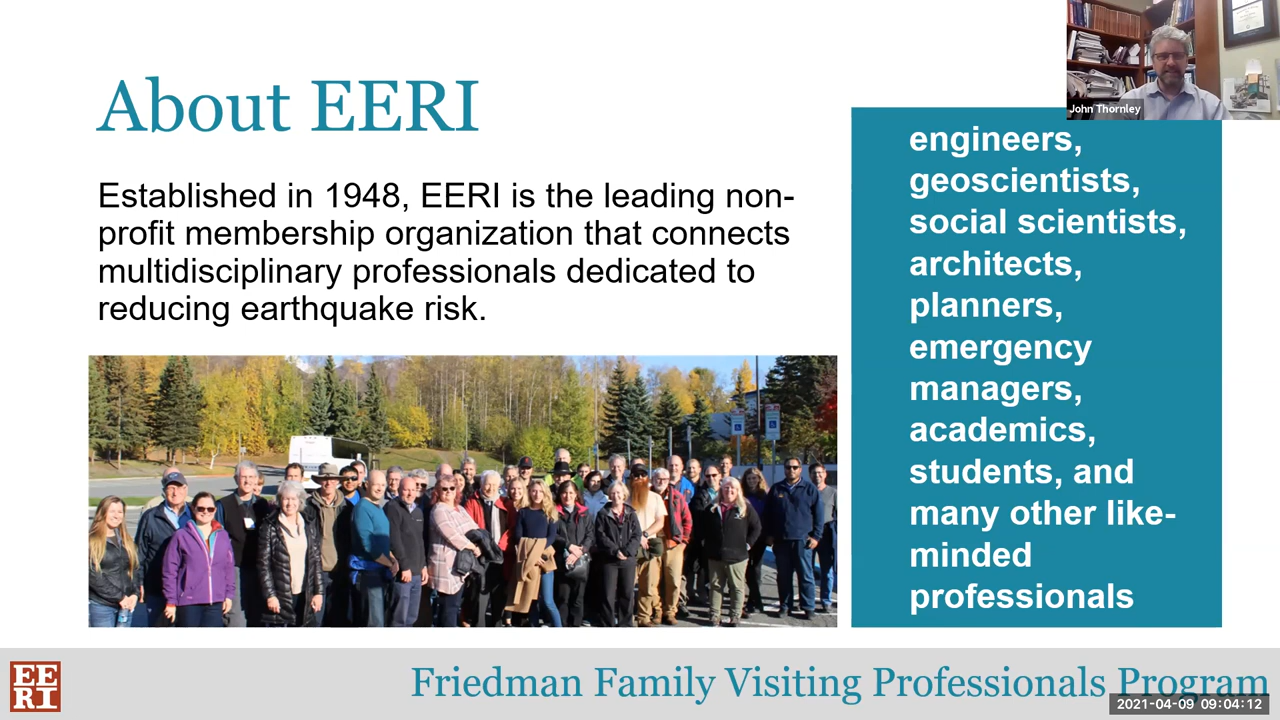 About EERI
Established in 1948, EERI is the leading non-
profit membership organization that connects
multidisciplinary professionals dedicated to
reducing earthquake risk.
John Thornley
engineers,
geoscientists,
social scientists,
architects,
planners,
emergency
managers,
academics,
students, and
many other like-
minded
professionals
EE
RI
Friedman Family Visiting Professionals Program
2021-04-09 09:04:12